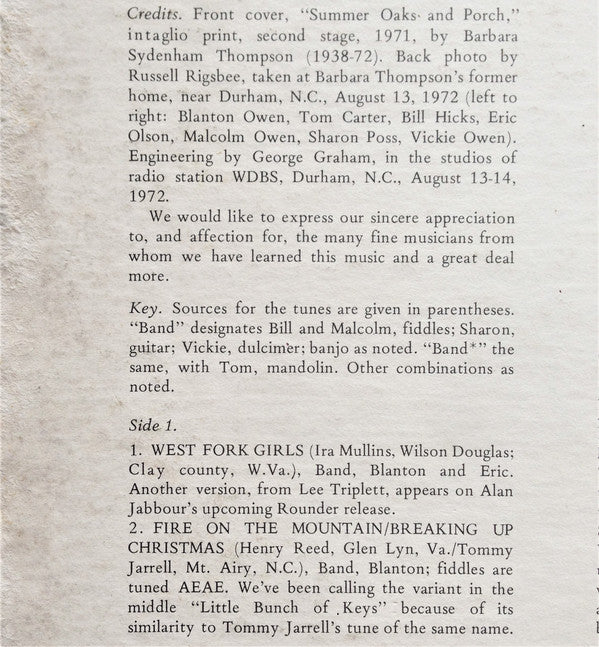 Credits. Front cover, "Summer Oaks and Porch,"
intaglio print, second stage, 1971, by Barbara
Sydenham Thompson (1938-72). Back photo by
Russell Rigsbee, taken at Barbara Thompson's former
home, near Durham, N.C., August 13, 1972 (left to
right: Blanton Owen, Tom Carter, Bill Hicks, Eric
Olson, Malcolm Owen, Sharon Poss, Vickie Owen).
Engineering by George Graham, in the studios of
radio station WDBS, Durham, N.C., August 13-14,
1972.
We would like to express our sincere appreciation
to, and affection for, the many fine musicians from
whom we have learned this music and a great deal
more.
Key. Sources for the tunes are given in parentheses.
"Band" designates Bill and Malcolm, fiddles; Sharon,
guitar; Vickie, dulcimer; banjo as noted. "Band*" the
same, with Tom, mandolin. Other combinations as
noted.
Side 1.
1. WEST FORK GIRLS (Ira Mullins, Wilson Douglas;
Clay county, W.Va.), Band, Blanton and Eric.
Another version, from Lee Triplett, appears on Alan
Jabbour's upcoming Rounder release.
2. FIRE ON THE MOUNTAIN/BREAKING UP
CHRISTMAS (Henry Reed, Glen Lyn, Va./Tommy
Jarrell, Mt. Airy, N.C.), Band, Blanton; fiddles are
tuned AEAE. We've been calling the variant in the
middle "Little Bunch of Keys" because of its
similarity to Tommy Jarrell's tune of the same name.